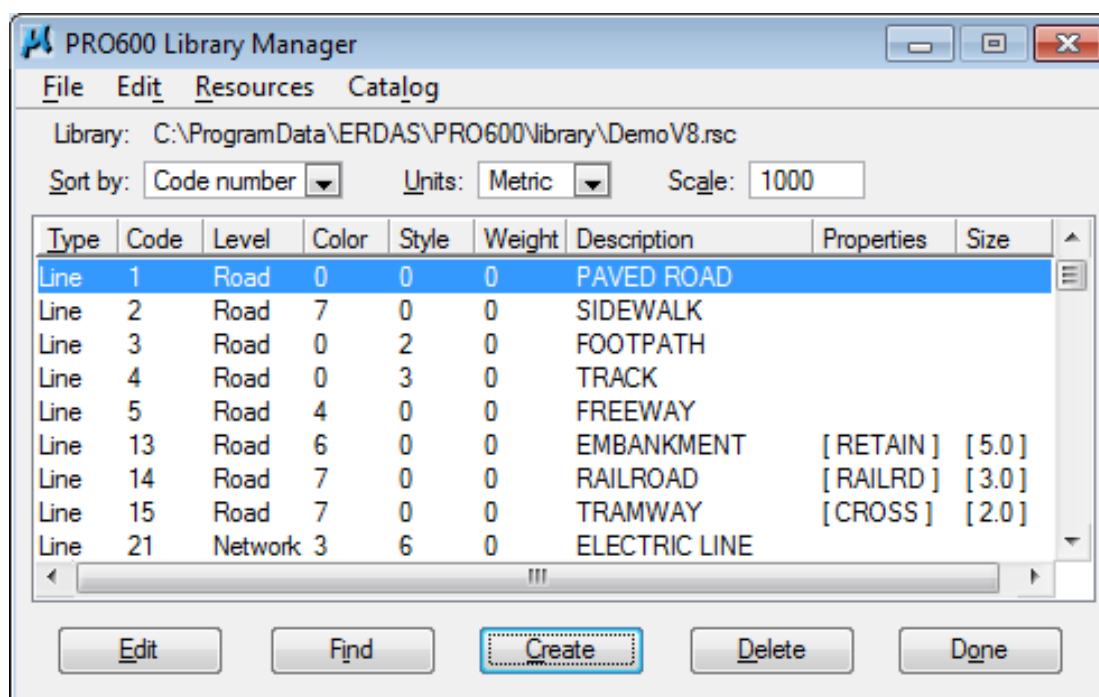 PRO600 Library Manager
File Edit Resources Catalog
Library: C:\ProgramData\ERDAS\PRO600\library\DemoV8.rsc
Sort by: Code number Units: Metric Scale: 1000
Type Code Level Color Style Weight Description Properties Size
Line 1 Road 0 0 0 PAVED ROAD
Line 2 Road 7 0 0 SIDEWALK
Line 3 Road 0 2 0 FOOTPATH
Line 4 Road 0 3 0 TRACK
Line 5 Road 4 0 0 FREEWAY
Line 13 Road 6 0 0 EMBANKMENT [ RETAIN ] [ 5.0 ]
Line 14 Road 7 0 0 RAILROAD [ RAILRD ] [ 3.0 ]
Line 15 Road 7 0 0 TRAMWAY [ CROSS ] [ 2.0 ]
Line 21 Network 3 6 0 ELECTRIC LINE
Edit Find Create Delete Done